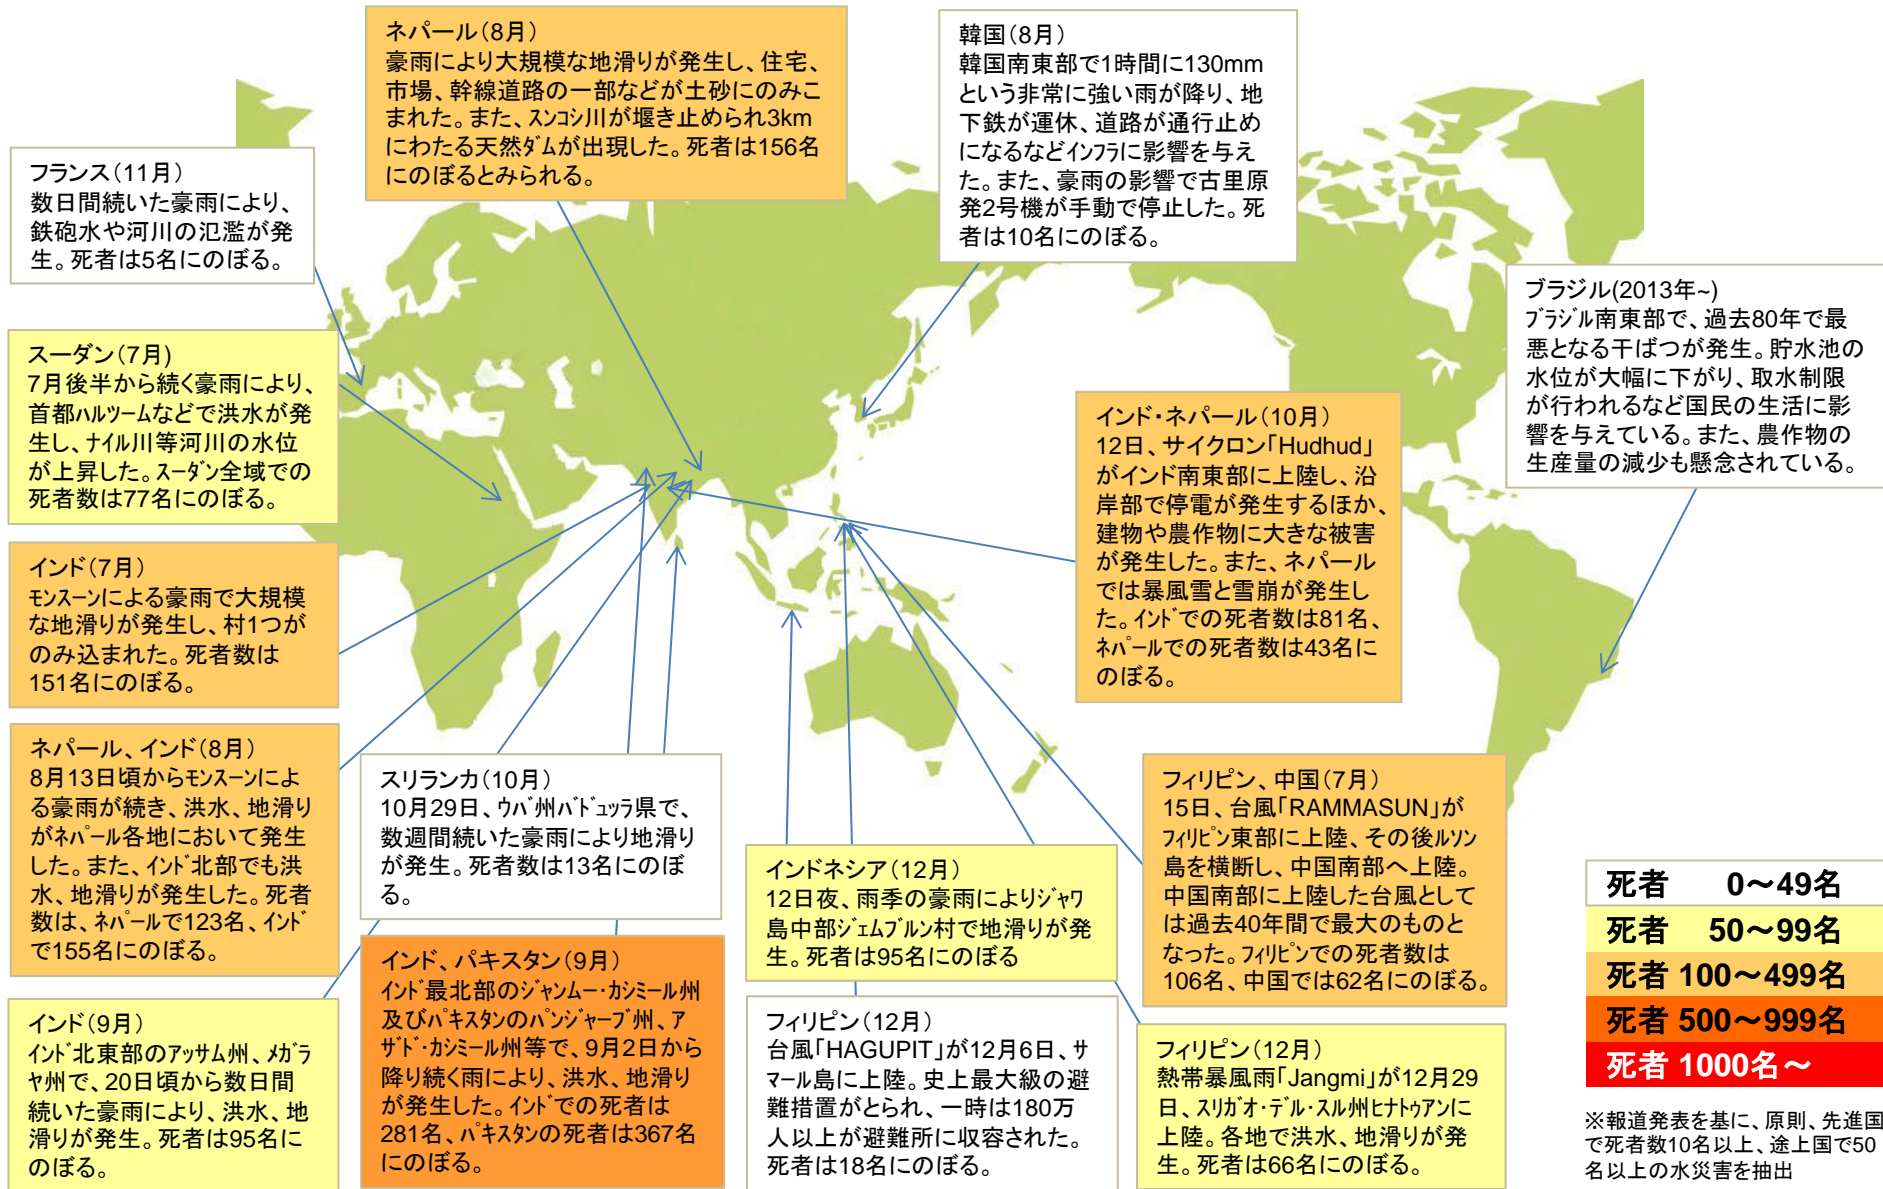 ネパール（8月）
豪雨により大規模な地滑りが発生し、住宅、
市場、幹線道路の一部などが土砂にのみこ
まれた。また、スンコシ川が堰き止められ3km
にわたる天然ダムが出現した。死者は156名
にのぼるとみられる。
韓国（8月）
韓国南東部で1時間に130mm
という非常に強い雨が降り、地
下鉄が運休、道路が通行止め
になるなどインフラに影響を与え
た。また、豪雨の影響で古里原
発2号機が手動で停止した。死
者は10名にのぼる。
フランス（11月）
数日間続いた豪雨により、
鉄砲水や河川の氾濫が発
生。死者は5名にのぼる。
ブラジル(2013年~)
ブラジル南東部で、過去80年で最
悪となる干ばつが発生。貯水池の
水位が大幅に下がり、取水制限
が行われるなど国民の生活に影
響を与えている。また、農作物の
生産量の減少も懸念されている。
スーダン（7月）
7月後半から続く豪雨により、
首都ハルツームなどで洪水が発
生し、ナイル川等河川の水位
が上昇した。スーダン全域での
死者数は77名にのぼる。
インド・ネパール（10月）
12日、サイクロン「Hudhud」
がインド南東部に上陸し、沿
岸部で停電が発生するほか、
建物や農作物に大きな被害
が発生した。また、ネパール
では暴風雪と雪崩が発生し
た。インドでの死者数は81名、
ネパールでの死者数は43名に
のぼる。
インド（7月）
モンスーンによる豪雨で大規模
な地滑りが発生し、村1つが
のみ込まれた。死者数は
151名にのぼる。
ネパール、インド（8月）
8月13日頃からモンスーンによ
る豪雨が続き、洪水、地滑り
がネパール各地において発生
した。また、インド北部でも洪
水、地滑りが発生した。死者
数は、ネパールで123名、インド
で155名にのぼる。
スリランカ（10月）
10月29日、ウバ州バドュッラ県で、
数週間続いた豪雨により地滑り
が発生。死者数は13名にのぼ
る。
フィリピン、中国（7月）
15日、台風「RAMMASUN」が
フィリピン東部に上陸、その後ルソン
島を横断し、中国南部へ上陸。
中国南部に上陸した台風として
は過去40年間で最大のものと
なった。フィリピンでの死者数は
106名、中国では62名にのぼる。
インドネシア（12月）
12日夜、雨季の豪雨によりジャワ
島中部ジェムブルン村で地滑りが発
生。死者は95名にのぼる
インド（9月）
インド北東部のアッサム州、メガラ
ヤ州で、20日頃から数日間
続いた豪雨により、洪水、地
滑りが発生。死者は95名に
のぼる。
インド、パキスタン（9月）
インド最北部のジャンムー・カシミール州
及びパキスタンのパンジャーブ州、ア
ザド・カシミール州等で、9月2日から
降り続く雨により、洪水、地滑り
が発生した。インドでの死者は
281名、パキスタンの死者は367名
にのぼる。
フィリピン（12月）
台風「HAGUPIT」が12月6日、サ
マール島に上陸。史上最大級の避
難措置がとられ、一時は180万
人以上が避難所に収容された。
死者は18名にのぼる。
フィリピン（12月）
熱帯暴風雨「Jangmi」が12月29
日、スリガオ・デル・スル州ヒナトゥアンに
上陸。各地で洪水、地滑りが発
生。死者は66名にのぼる。
死者 0～49名
死者 50～99名
死者 100～499名
死者 500～999名
死者 1000名～
※報道発表を基に、原則、先進国
で死者数10名以上、途上国で50
名以上の水災害を抽出